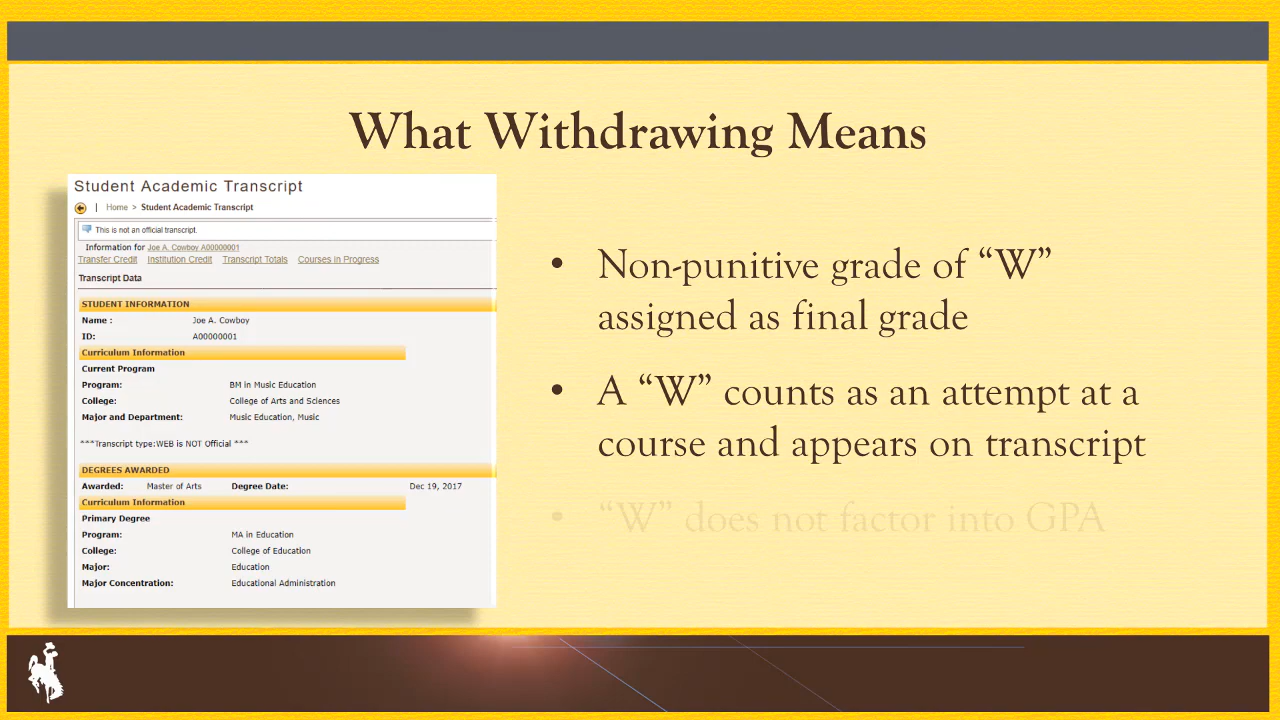 What Withdrawing Means
Student Academic Transcript
| Home > Student Academic Transcript
This is not an official transcript.
Information for Joe A. Cowboy A00000001
Transfer Credit Institution Credit Transcript Totals Courses in Progress
Transcript Data
STUDENT INFORMATION
Name : Joe A. Cowboy
ID: A00000001
Curriculum Information
Current Program
Program: BM in Music Education
College: College of Arts and Sciences
Major and Department: Music Education, Music
***Transcript type:WEB is NOT Official ***
DEGREES AWARDED
Awarded: Master of Arts Degree Date: Dec 19, 2017
Curriculum Information
Primary Degree
Program: MA in Education
College: College of Education
Major: Education
Major Concentration: Educational Administration
• Non-punitive grade of “W”
assigned as final grade
• A “W” counts as an attempt at a
course and appears on transcript
• “W” does not factor into GPA